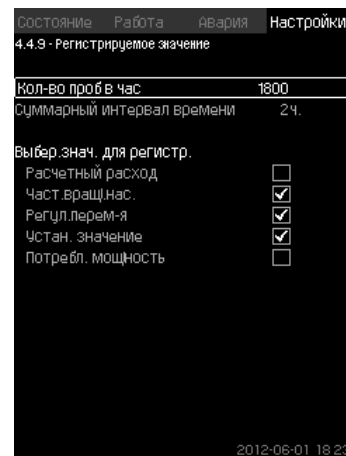 Состояние Работа Авария Настройки
4.4.9 - Регистрируемое значение
Кол-во проб в час 1800
Суммарный интервал времени 2ч.
Выбер.знач. для регистр.
Расчетный расход
Част.вращ.нас.
Регул.перем-я
Устан. значение
Потребл. мощность
2012-06-01 18:23